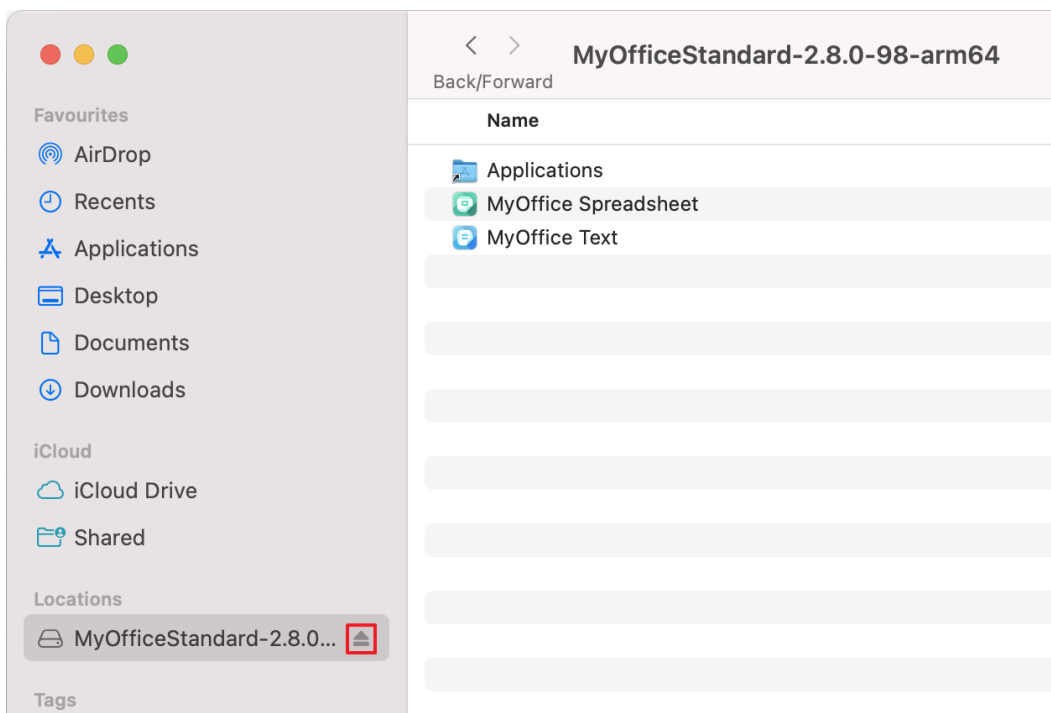 Favourites
AirDrop
Recents
Applications
Desktop
Documents
Downloads
iCloud
iCloud Drive
Shared
Locations
MyOfficeStandard-2.8.0...
Tags
Back/Forward
MyOfficeStandard-2.8.0-98-arm64
Name
Applications
MyOffice Spreadsheet
MyOffice Text